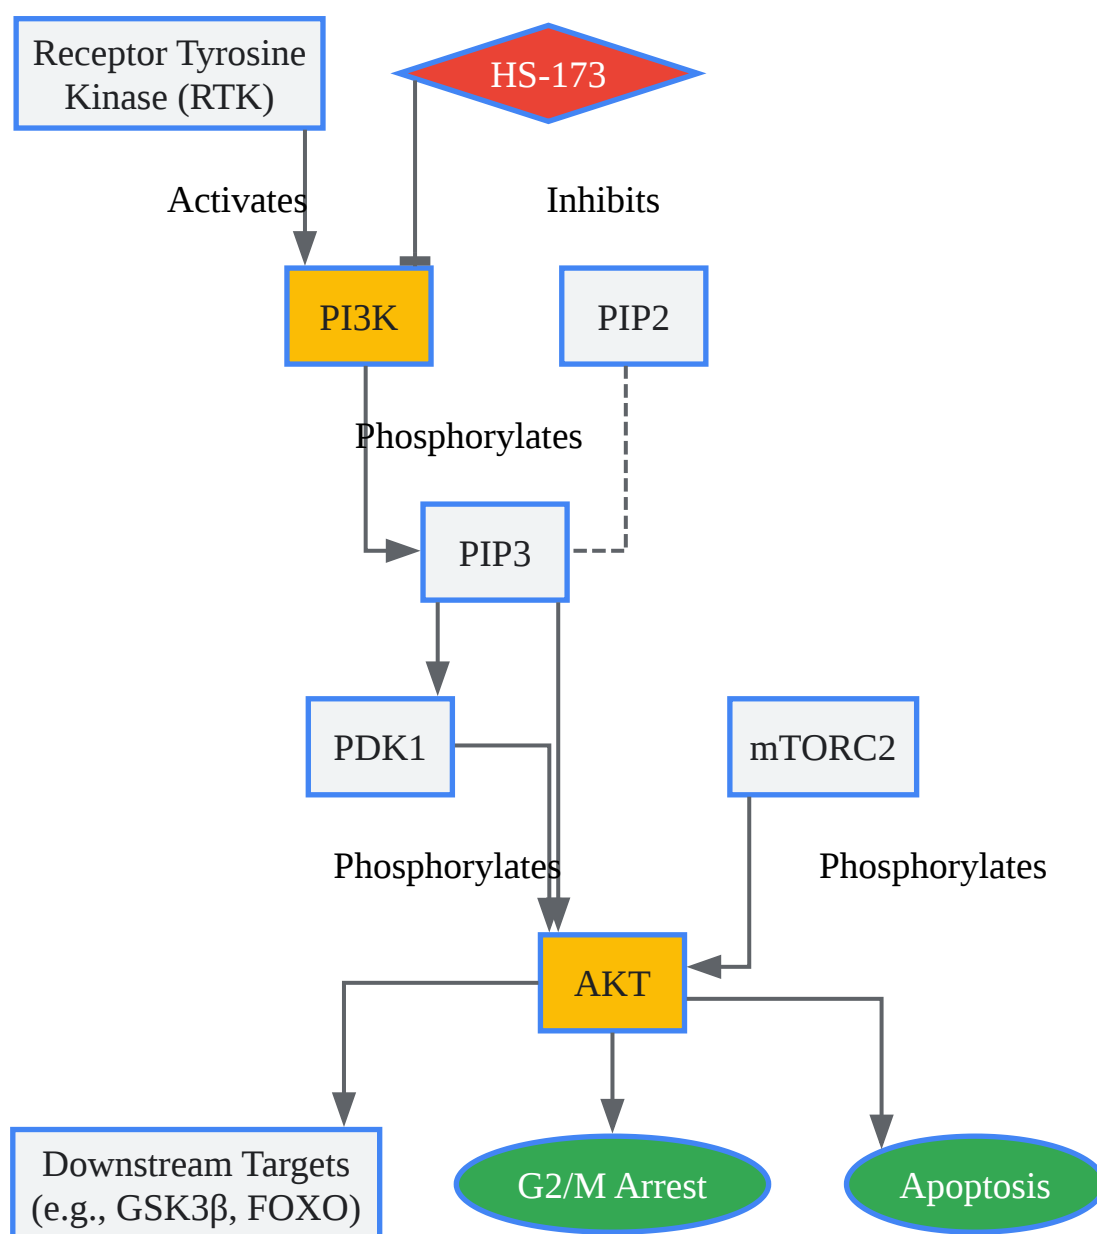 Receptor Tyrosine
Kinase (RTK)
HS-173
Activates
Inhibits
PI3K
PIP2
Phosphorylates
PIP3
PDK1
mTORC2
Phosphorylates
Phosphorylates
AKT
Downstream Targets
(e.g., GSK3β, FOXO)
G2/M Arrest
Apoptosis